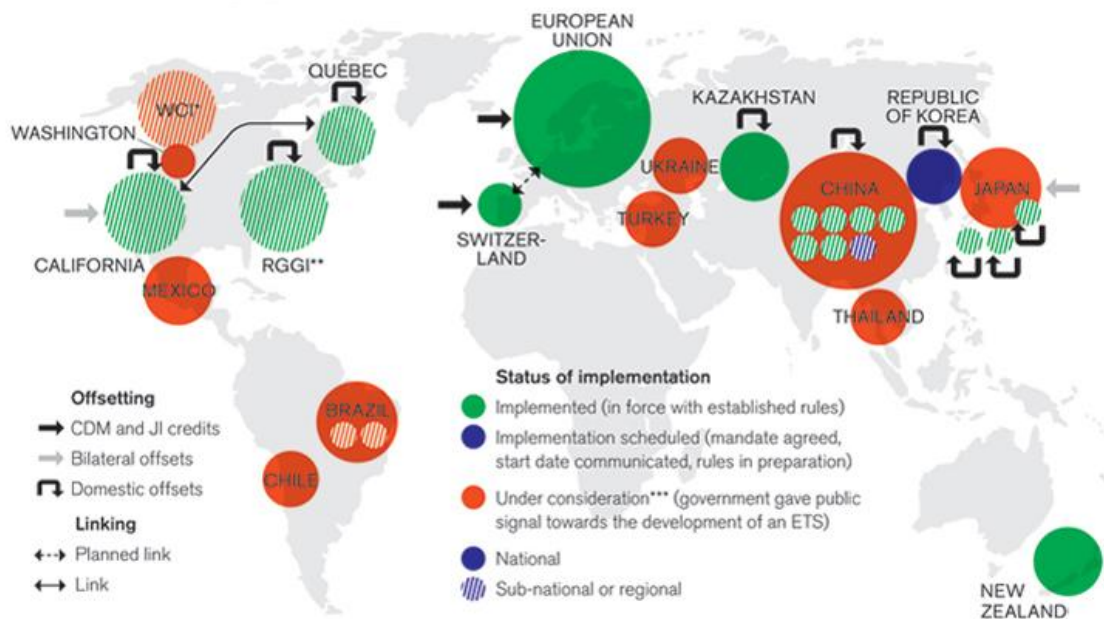 EUROPEAN
UNION
QUÉBEC
WCI*
WASHINGTON
KAZAKHSTAN
REPUBLIC
OF KOREA
UKRAINE
CHINA
JAPAN
TURKEY
SWITZER-
LAND
CALIFORNIA
RGGI**
MEXICO
THAILAND
BRAZIL
CHILE
Offsetting
CDM and JI credits
Bilateral offsets
Domestic offsets
Linking
Planned link
Link
Status of implementation
Implemented (in force with established rules)
Implementation scheduled (mandate agreed,
start date communicated, rules in preparation)
Under consideration*** (government gave public
signal towards the development of an ETS)
National
Sub-national or regional
NEW
ZEALAND